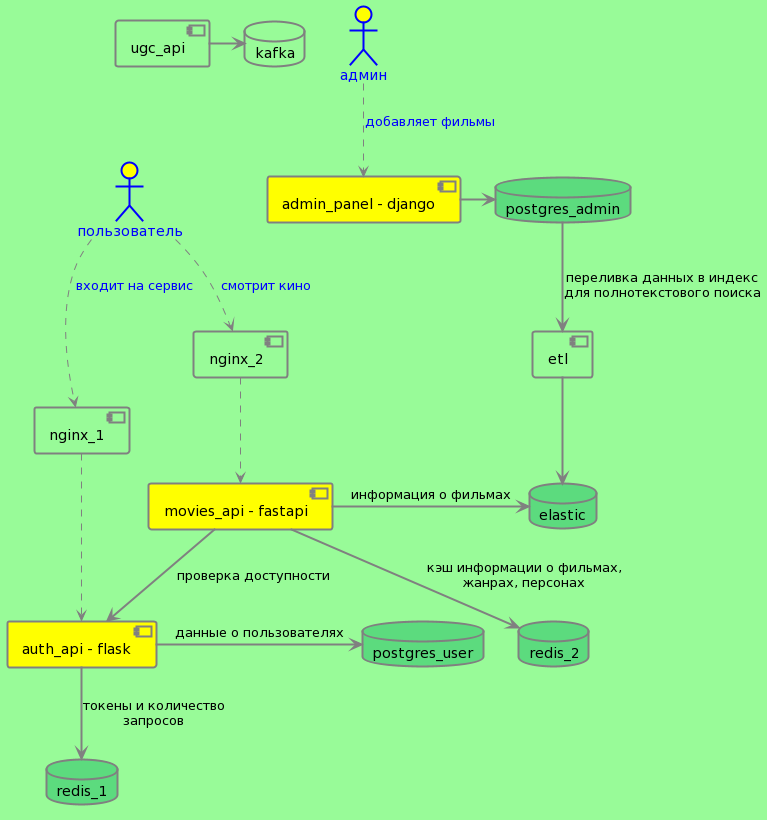 ugc_api
kafka
админ
добавляет фильмы
admin_panel - django
postgres_admin
пользователь
входит на сервис
смотрит кино
переливка данных в индекс
для полнотекстового поиска
nginx_2
etl
nginx_1
movies_api - fastapi
информация о фильмах
elastic
проверка доступности
кэш информации о фильмах,
жанрах, персонах
auth_api - flask
данные о пользователях
postgres_user
redis_2
токены и количество
запросов
redis_1